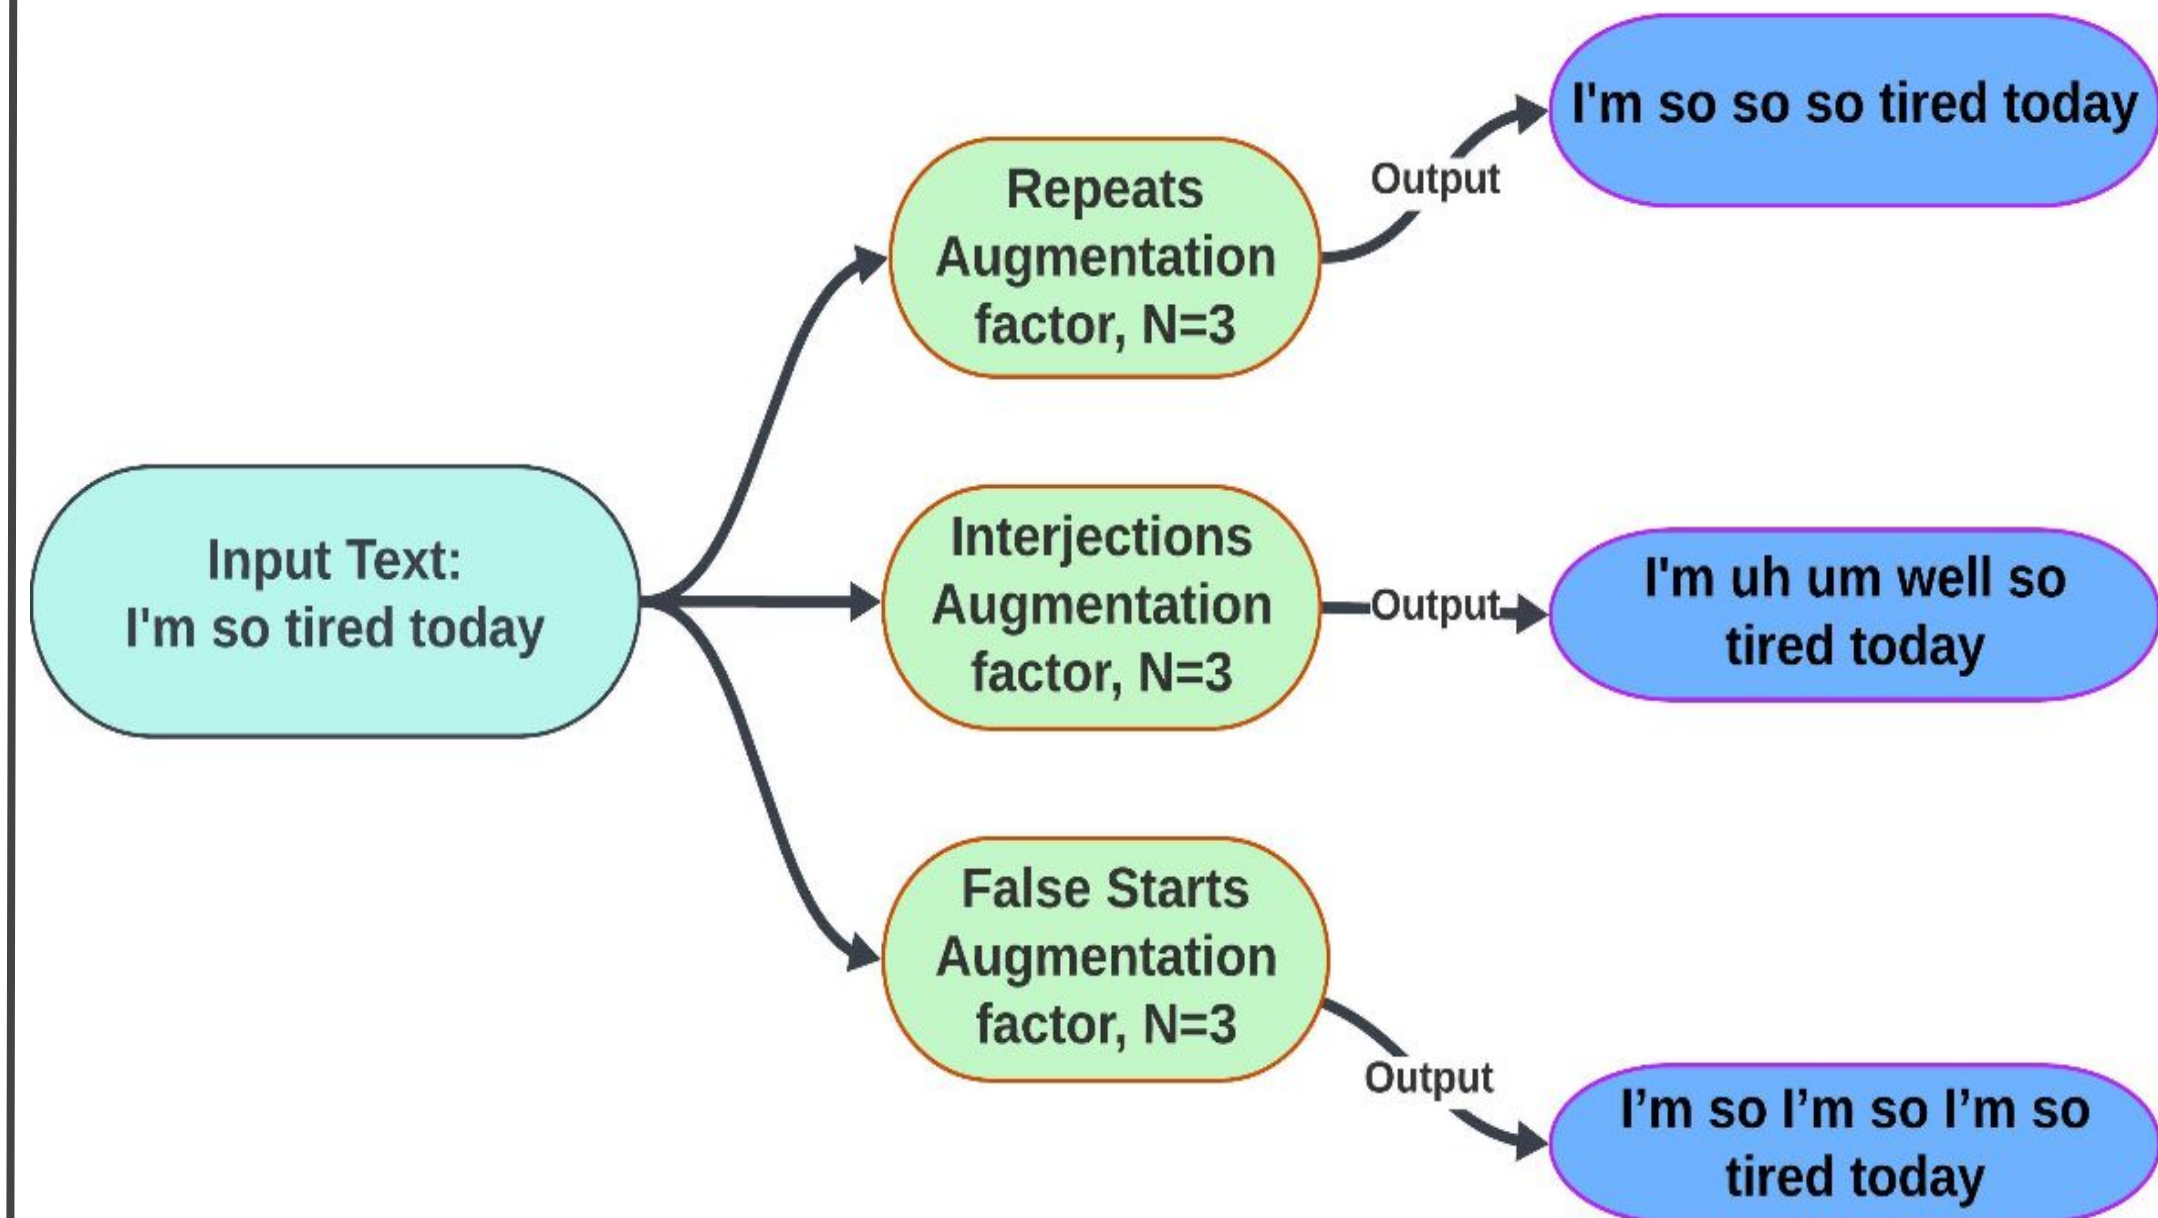 Input Text:
I'm so tired today
Repeats
Augmentation
factor, N=3
Output
I'm so so so tired today
Interjections
Augmentation
factor, N=3
Output
I'm uh um well so
tired today
False Starts
Augmentation
factor, N=3
Output
I’m so I’m so I’m so
tired today